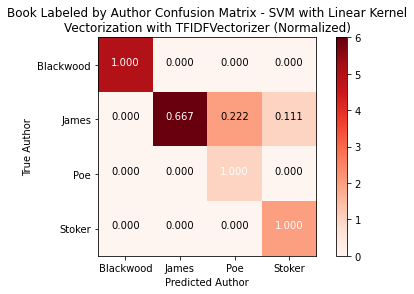 Book Labeled by Author Confusion Matrix - SVM with Linear Kernel
Vectorization with TFIDFVectorizer (Normalized)
True Author
Blackwood 1.000 0.000 0.000 0.000
James 0.000 0.667 0.222 0.111
Poe 0.000 0.000 1.000 0.000
Stoker 0.000 0.000 0.000 1.000
Blackwood James Poe Stoker
Predicted Author
6
5
4
3
2
1
0